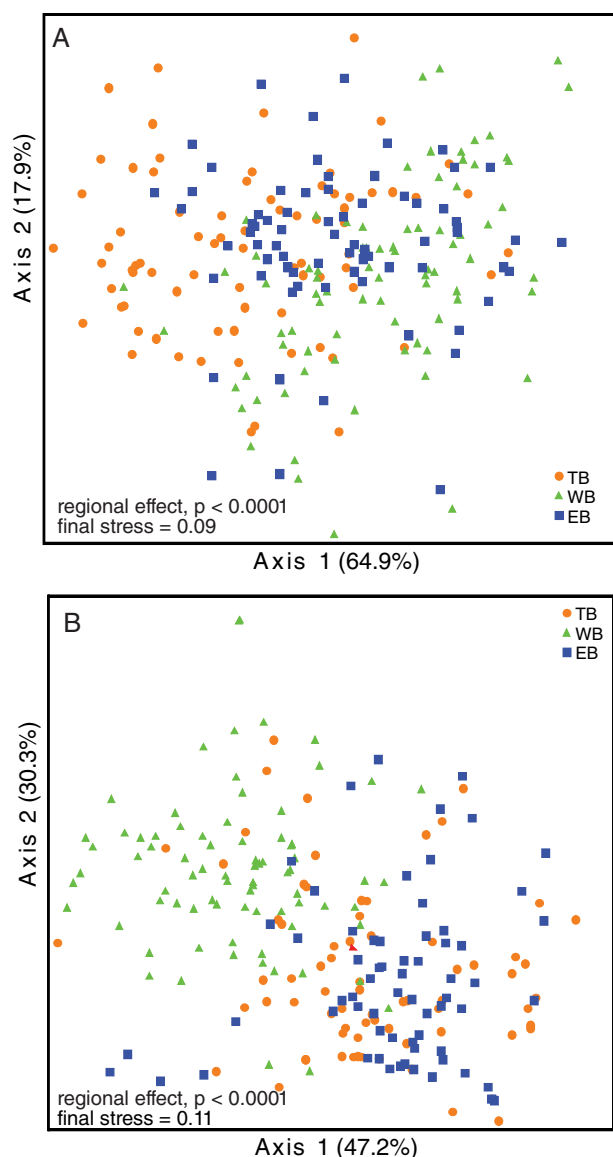 A
Axis 2 (17.9%)
TB
WB
EB
regional effect, p < 0.0001
final stress = 0.09
Axis 1 (64.9%)
B
TB
WB
EB
Axis 2 (30.3%)
regional effect, p < 0.0001
final stress = 0.11
Axis 1 (47.2%)